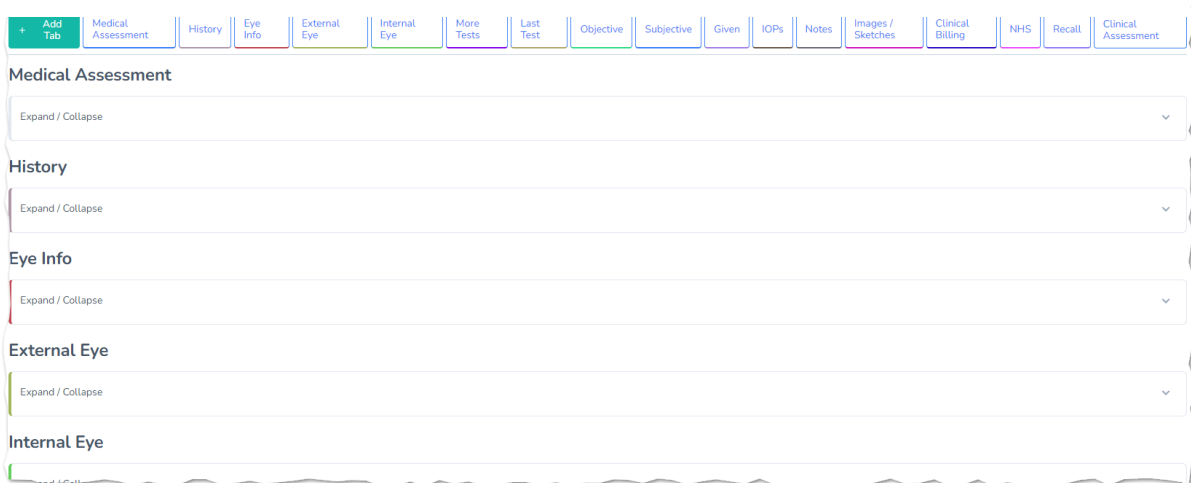 + Add Tab
Medical Assessment
History
Eye Info
External Eye
Internal Eye
More Tests
Last Test
Objective
Subjective
Given
IOPs
Notes
Images / Sketches
Clinical Billing
NHS
Recall
Clinical Assessment
Medical Assessment
Expand / Collapse
History
Expand / Collapse
Eye Info
Expand / Collapse
External Eye
Expand / Collapse
Internal Eye